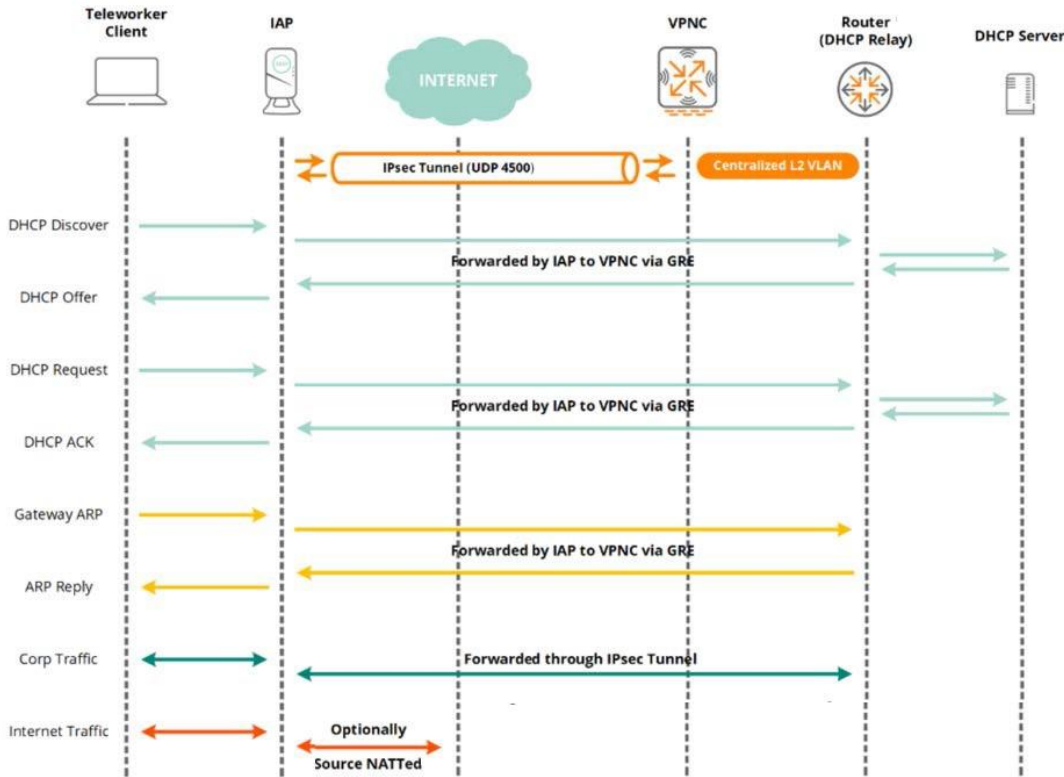 Teleworker
Client
IAP
INTERNET
VPNC
Router
(DHCP Relay)
DHCP Server
IPsec Tunnel (UDP 4500)
Centralized L2 VLAN
DHCP Discover
Forwarded by IAP to VPNC via GRE
DHCP Offer
DHCP Request
Forwarded by IAP to VPNC via GRE
DHCP ACK
Gateway ARP
Forwarded by IAP to VPNC via GRE
ARP Reply
Corp Traffic
Forwarded through IPsec Tunnel
Internet Traffic
Optionally
Source NATTed